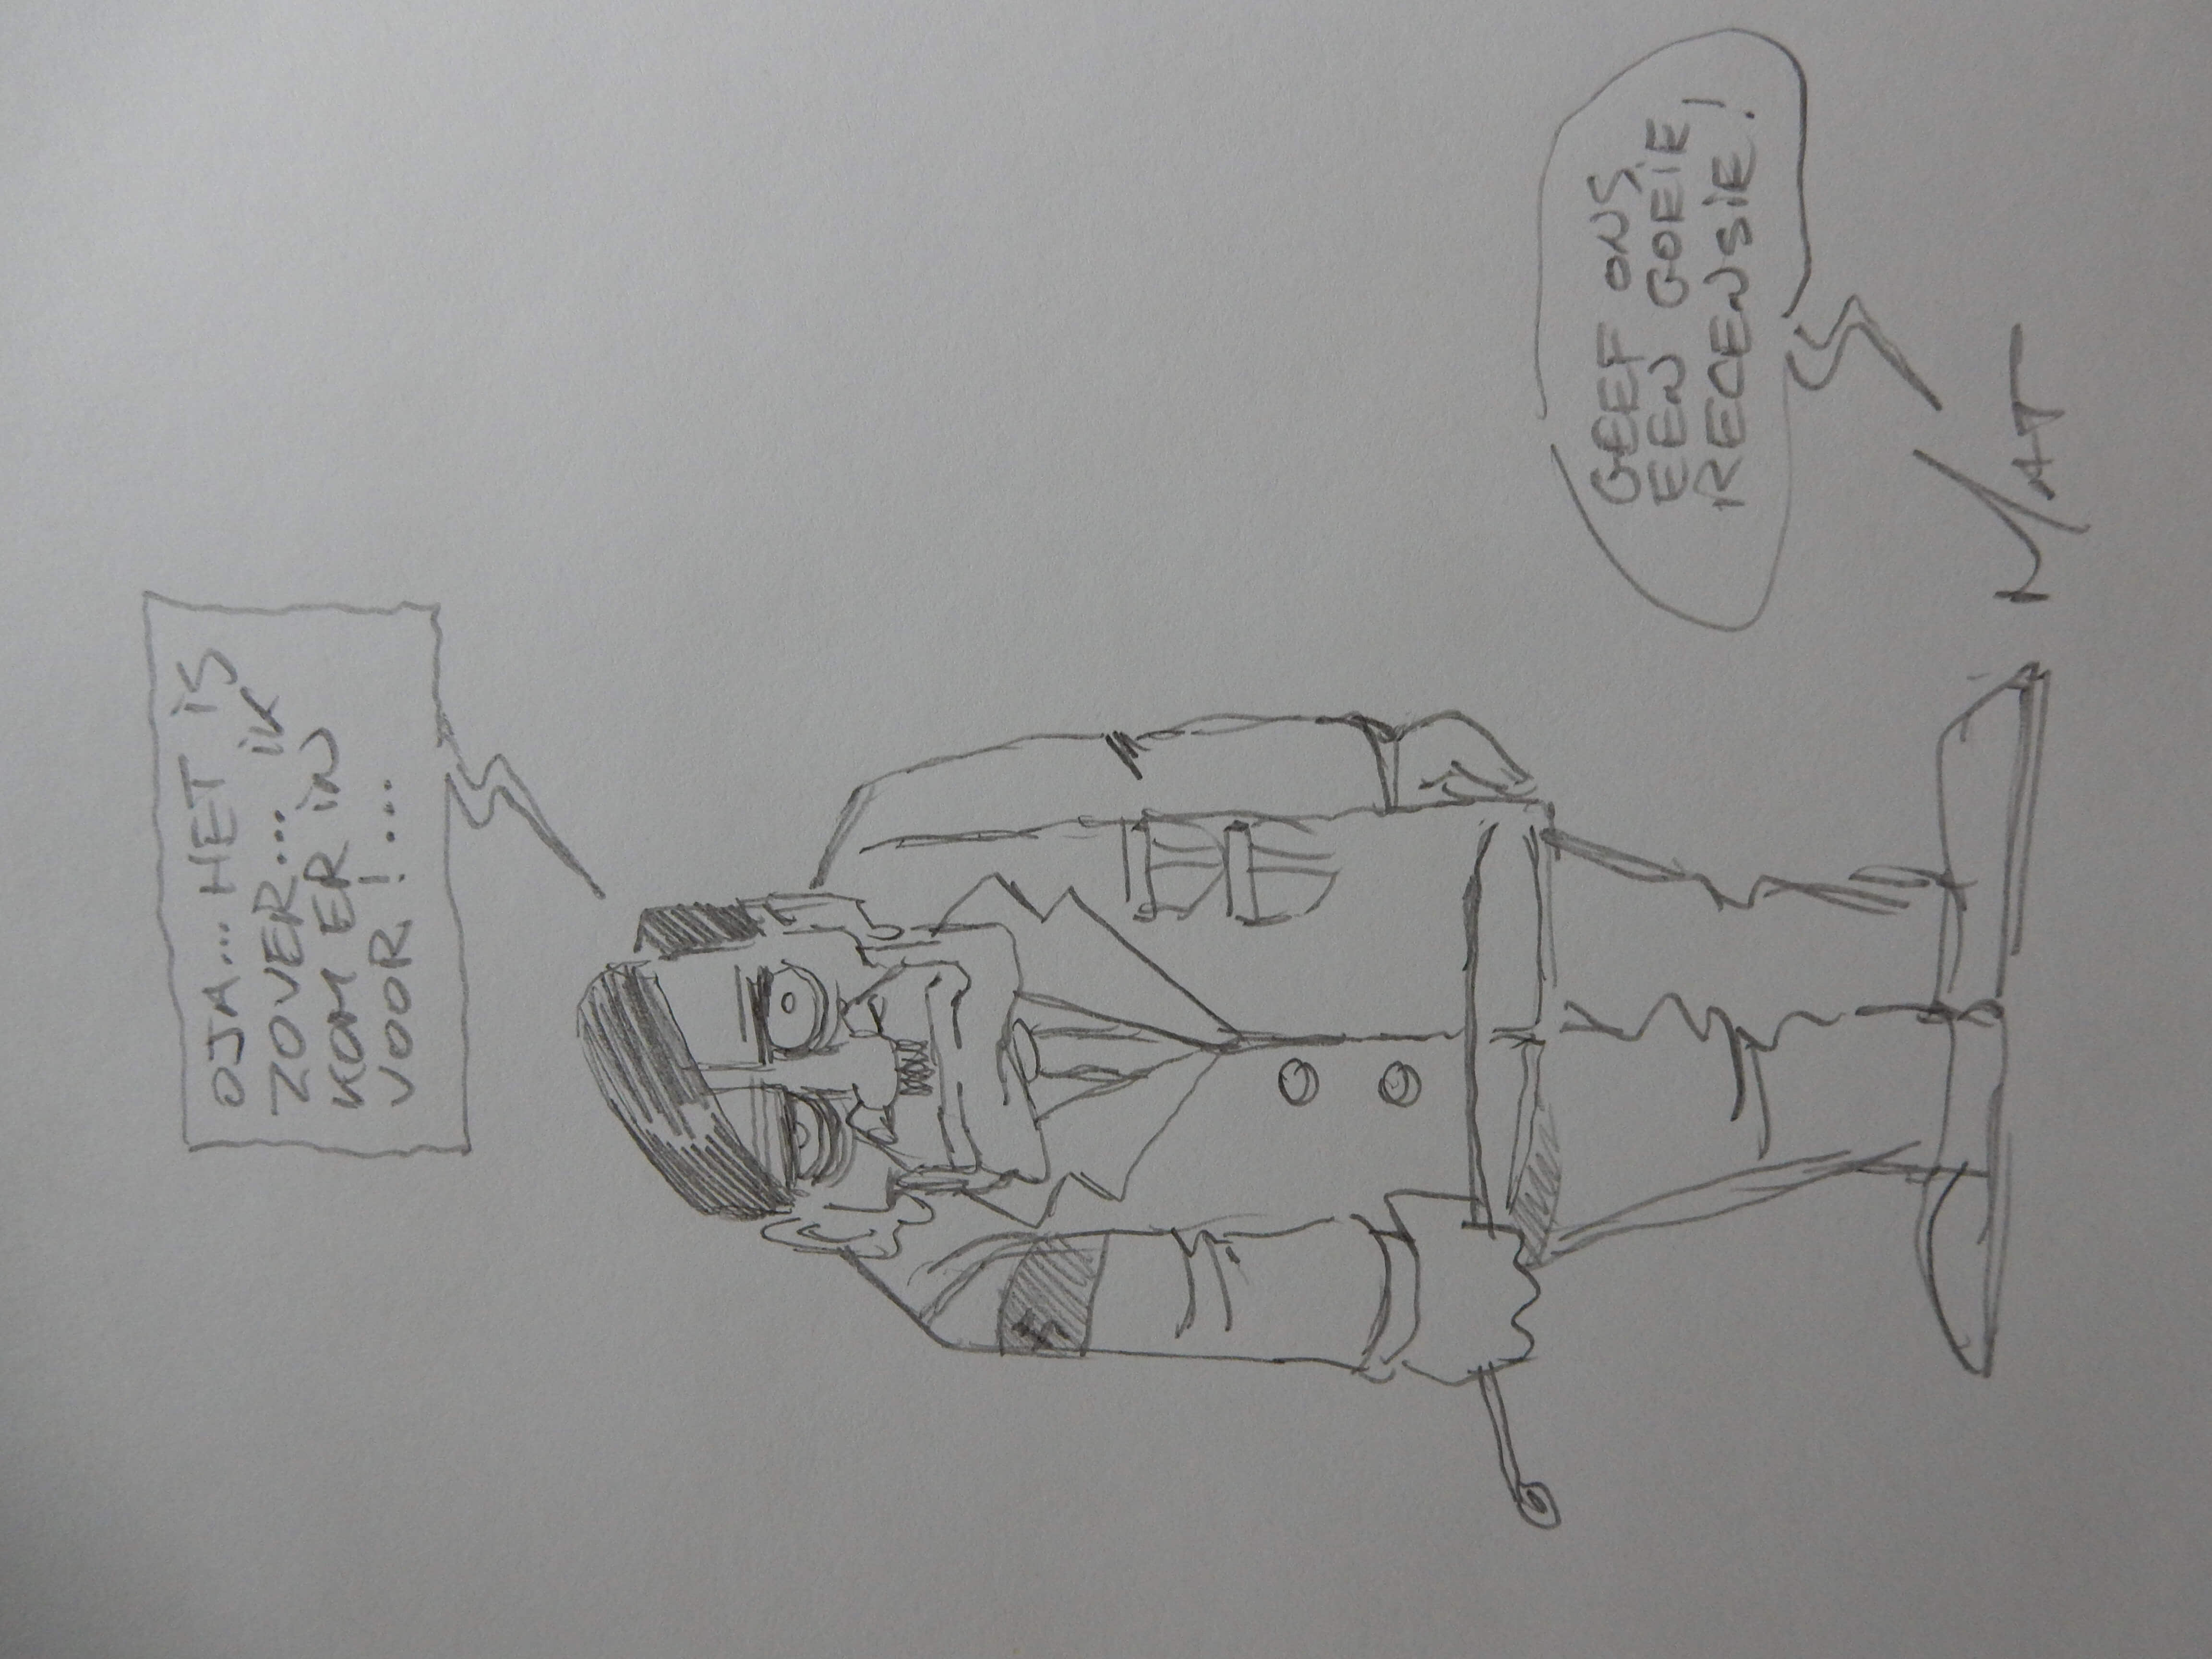 OJA... HET IS
ZOVER... IK
KOM ER IN
VOOR!...
GEEF ONS
EEN GOEIE
RECENSIE!
MAT